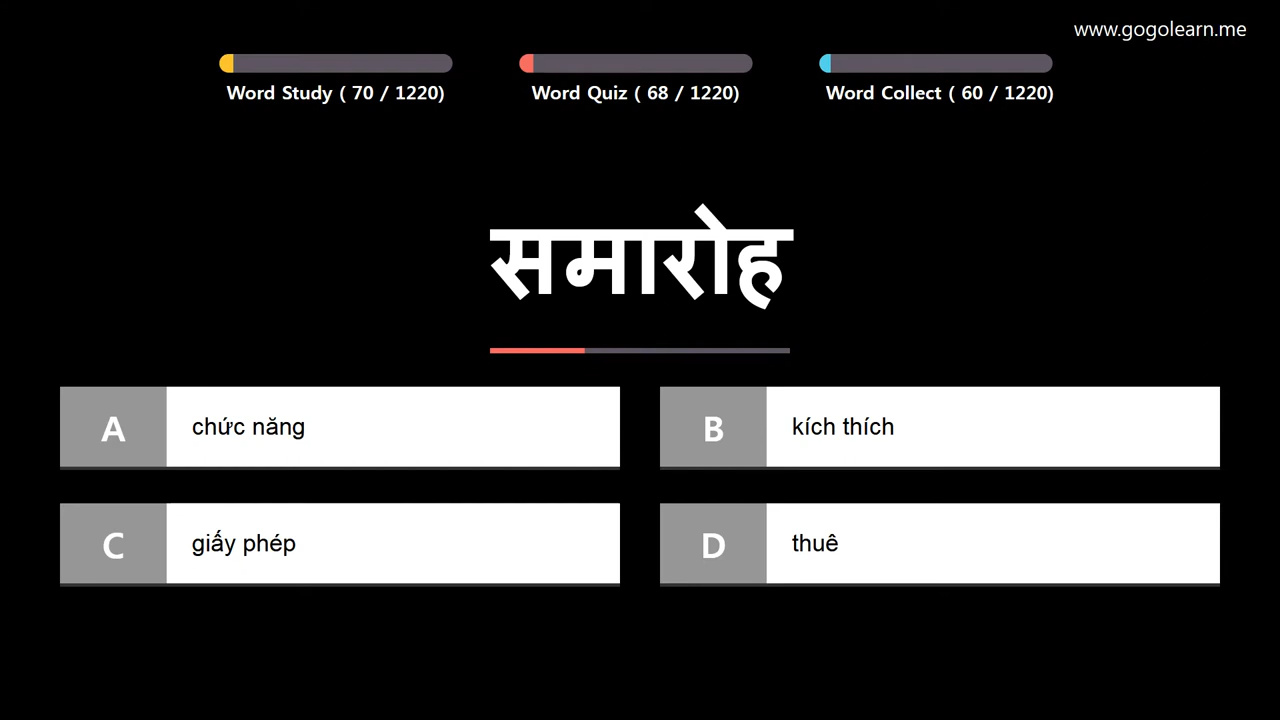 www.gogolearn.me
Word Study ( 70 / 1220)
Word Quiz ( 68 / 1220)
Word Collect ( 60 / 1220)
समारोह
A
chức năng
B
kích thích
C
giấy phép
D
thuê